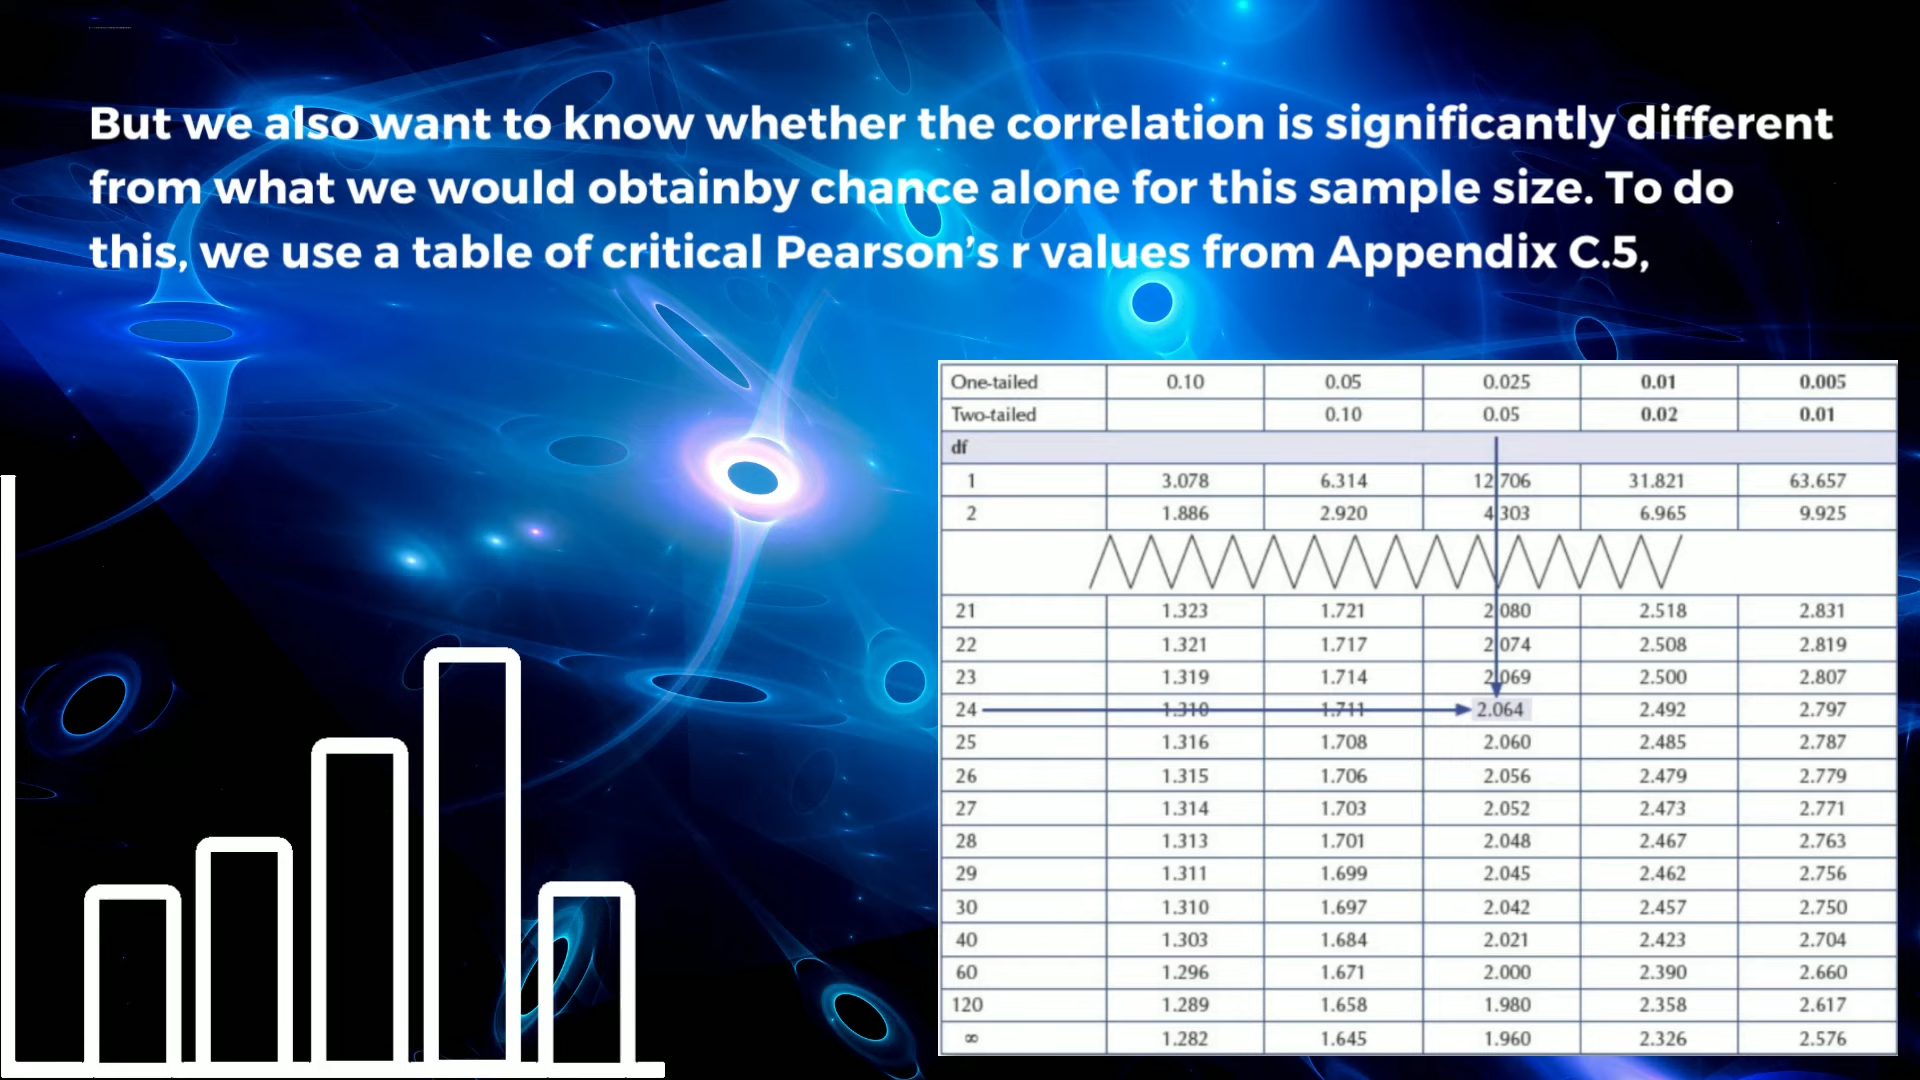 But we also want to know whether the correlation is significantly different
from what we would obtainby chance alone for this sample size. To do
this, we use a table of critical Pearson’s r values from Appendix C.5,
One-tailed 0.10 0.05 0.025 0.01 0.005
Two-tailed 0.10 0.05 0.02 0.01
df
1 3.078 6.314 12.706 31.821 63.657
2 1.886 2.920 4.303 6.965 9.925
21 1.323 1.721 2.080 2.518 2.831
22 1.321 1.717 2.074 2.508 2.819
23 1.319 1.714 2.069 2.500 2.807
24 1.310 1.711 2.064 2.492 2.797
25 1.316 1.708 2.060 2.485 2.787
26 1.315 1.706 2.056 2.479 2.779
27 1.314 1.703 2.052 2.473 2.771
28 1.313 1.701 2.048 2.467 2.763
29 1.311 1.699 2.045 2.462 2.756
30 1.310 1.697 2.042 2.457 2.750
40 1.303 1.684 2.021 2.423 2.704
60 1.296 1.671 2.000 2.390 2.660
120 1.289 1.658 1.980 2.358 2.617
∞ 1.282 1.645 1.960 2.326 2.576